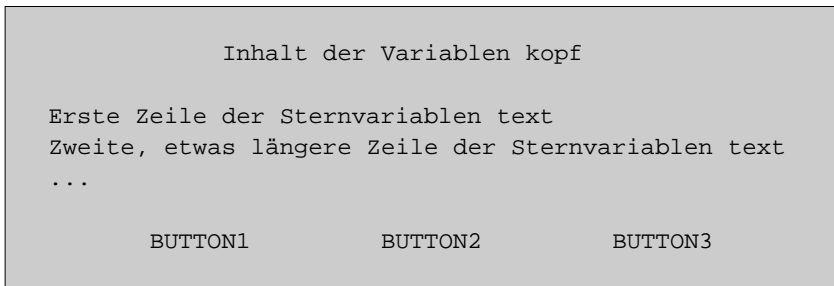 Inhalt der Variablen kopf
Erste Zeile der Sternvariablen text
Zweite, etwas längere Zeile der Sternvariablen text
...
BUTTON1 BUTTON2 BUTTON3